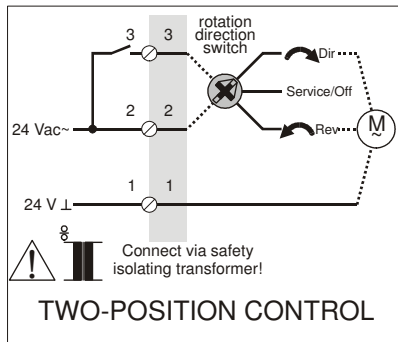 rotation
direction
switch
3 3
Dir
Service/Off
2 2
24 Vac~
Rev
M
~
1 1
24 V ⊥
Connect via safety
isolating transformer!
TWO-POSITION CONTROL